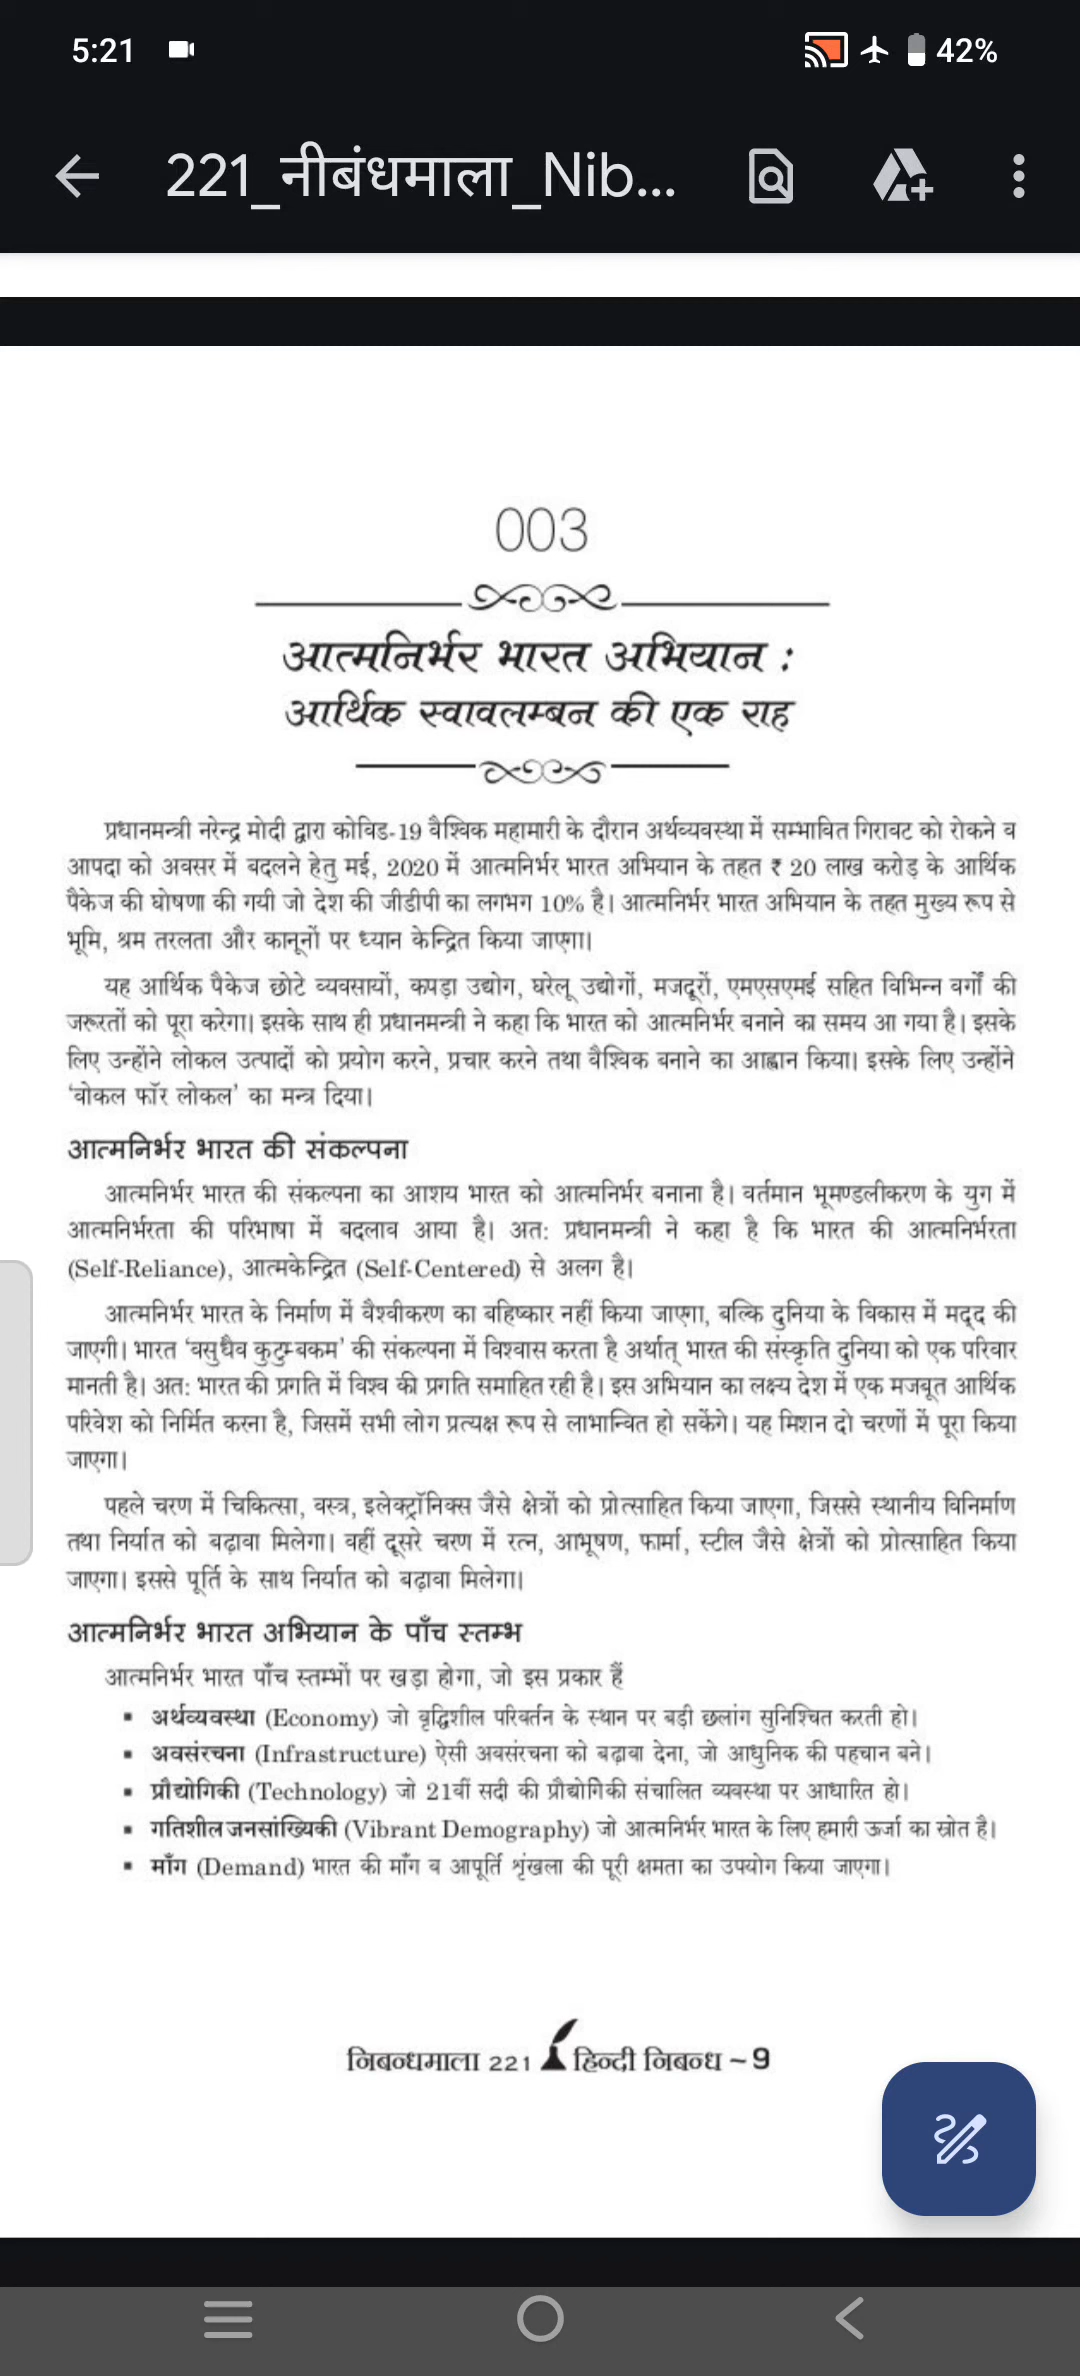 5:21
42%
221_नीबंधमाला_Nib...
003
आत्मनिर्भर भारत अभियान :
आर्थिक स्वावलम्बन की एक राह
प्रधानमन्त्री नरेन्द्र मोदी द्वारा कोविड-19 वैश्विक महामारी के दौरान अर्थव्यवस्था में सम्भावित गिरावट को रोकने व
आपदा को अवसर में बदलने हेतु मई, 2020 में आत्मनिर्भर भारत अभियान के तहत ₹ 20 लाख करोड़ के आर्थिक
पैकेज की घोषणा की गयी जो देश की जीडीपी का लगभग 10% है। आत्मनिर्भर भारत अभियान के तहत मुख्य रूप से
भूमि, श्रम तरलता और कानूनों पर ध्यान केन्द्रित किया जाएगा।
यह आर्थिक पैकेज छोटे व्यवसायों, कपड़ा उद्योग, घरेलू उद्योगों, मजदूरों, एमएसएमई सहित विभिन्न वर्गों की
जरूरतों को पूरा करेगा। इसके साथ ही प्रधानमन्त्री ने कहा कि भारत को आत्मनिर्भर बनाने का समय आ गया है। इसके
लिए उन्होंने लोकल उत्पादों को प्रयोग करने, प्रचार करने तथा वैश्विक बनाने का आह्वान किया। इसके लिए उन्होंने
‘वोकल फॉर लोकल’ का मन्त्र दिया।
आत्मनिर्भर भारत की संकल्पना
आत्मनिर्भर भारत की संकल्पना का आशय भारत को आत्मनिर्भर बनाना है। वर्तमान भूमण्डलीकरण के युग में
आत्मनिर्भरता की परिभाषा में बदलाव आया है। अत: प्रधानमन्त्री ने कहा है कि भारत की आत्मनिर्भरता
(Self-Reliance), आत्मकेन्द्रित (Self-Centered) से अलग है।
आत्मनिर्भर भारत के निर्माण में वैश्वीकरण का बहिष्कार नहीं किया जाएगा, बल्कि दुनिया के विकास में मद्द की
जाएगी। भारत ‘वसुधैव कुटुम्बकम’ की संकल्पना में विश्वास करता है अर्थात् भारत की संस्कृति दुनिया को एक परिवार
मानती है। अत: भारत की प्रगति में विश्व की प्रगति समाहित रही है। इस अभियान का लक्ष्य देश में एक मजबूत आर्थिक
परिवेश को निर्मित करना है, जिसमें सभी लोग प्रत्यक्ष रूप से लाभान्वित हो सकेंगे। यह मिशन दो चरणों में पूरा किया
जाएगा।
पहले चरण में चिकित्सा, वस्त्र, इलेक्ट्रॉनिक्स जैसे क्षेत्रों को प्रोत्साहित किया जाएगा, जिससे स्थानीय विनिर्माण
तथा निर्यात को बढ़ावा मिलेगा। वहीं दूसरे चरण में रत्न, आभूषण, फार्मा, स्टील जैसे क्षेत्रों को प्रोत्साहित किया
जाएगा। इससे पूर्ति के साथ निर्यात को बढ़ावा मिलेगा।
आत्मनिर्भर भारत अभियान के पाँच स्तम्भ
आत्मनिर्भर भारत पाँच स्तम्भों पर खड़ा होगा, जो इस प्रकार हैं
▪ अर्थव्यवस्था (Economy) जो वृद्धिशील परिवर्तन के स्थान पर बड़ी छलांग सुनिश्चित करती हो।
▪ अवसंरचना (Infrastructure) ऐसी अवसंरचना को बढ़ावा देना, जो आधुनिक की पहचान बने।
▪ प्रौद्योगिकी (Technology) जो 21वीं सदी की प्रौद्योगिकी संचालित व्यवस्था पर आधारित हो।
▪ गतिशील जनसांख्यिकी (Vibrant Demography) जो आत्मनिर्भर भारत के लिए हमारी ऊर्जा का स्रोत है।
▪ माँग (Demand) भारत की माँग व आपूर्ति शृंखला की पूरी क्षमता का उपयोग किया जाएगा।
निबन्धमाला 221 हिन्दी निबन्ध ~ 9